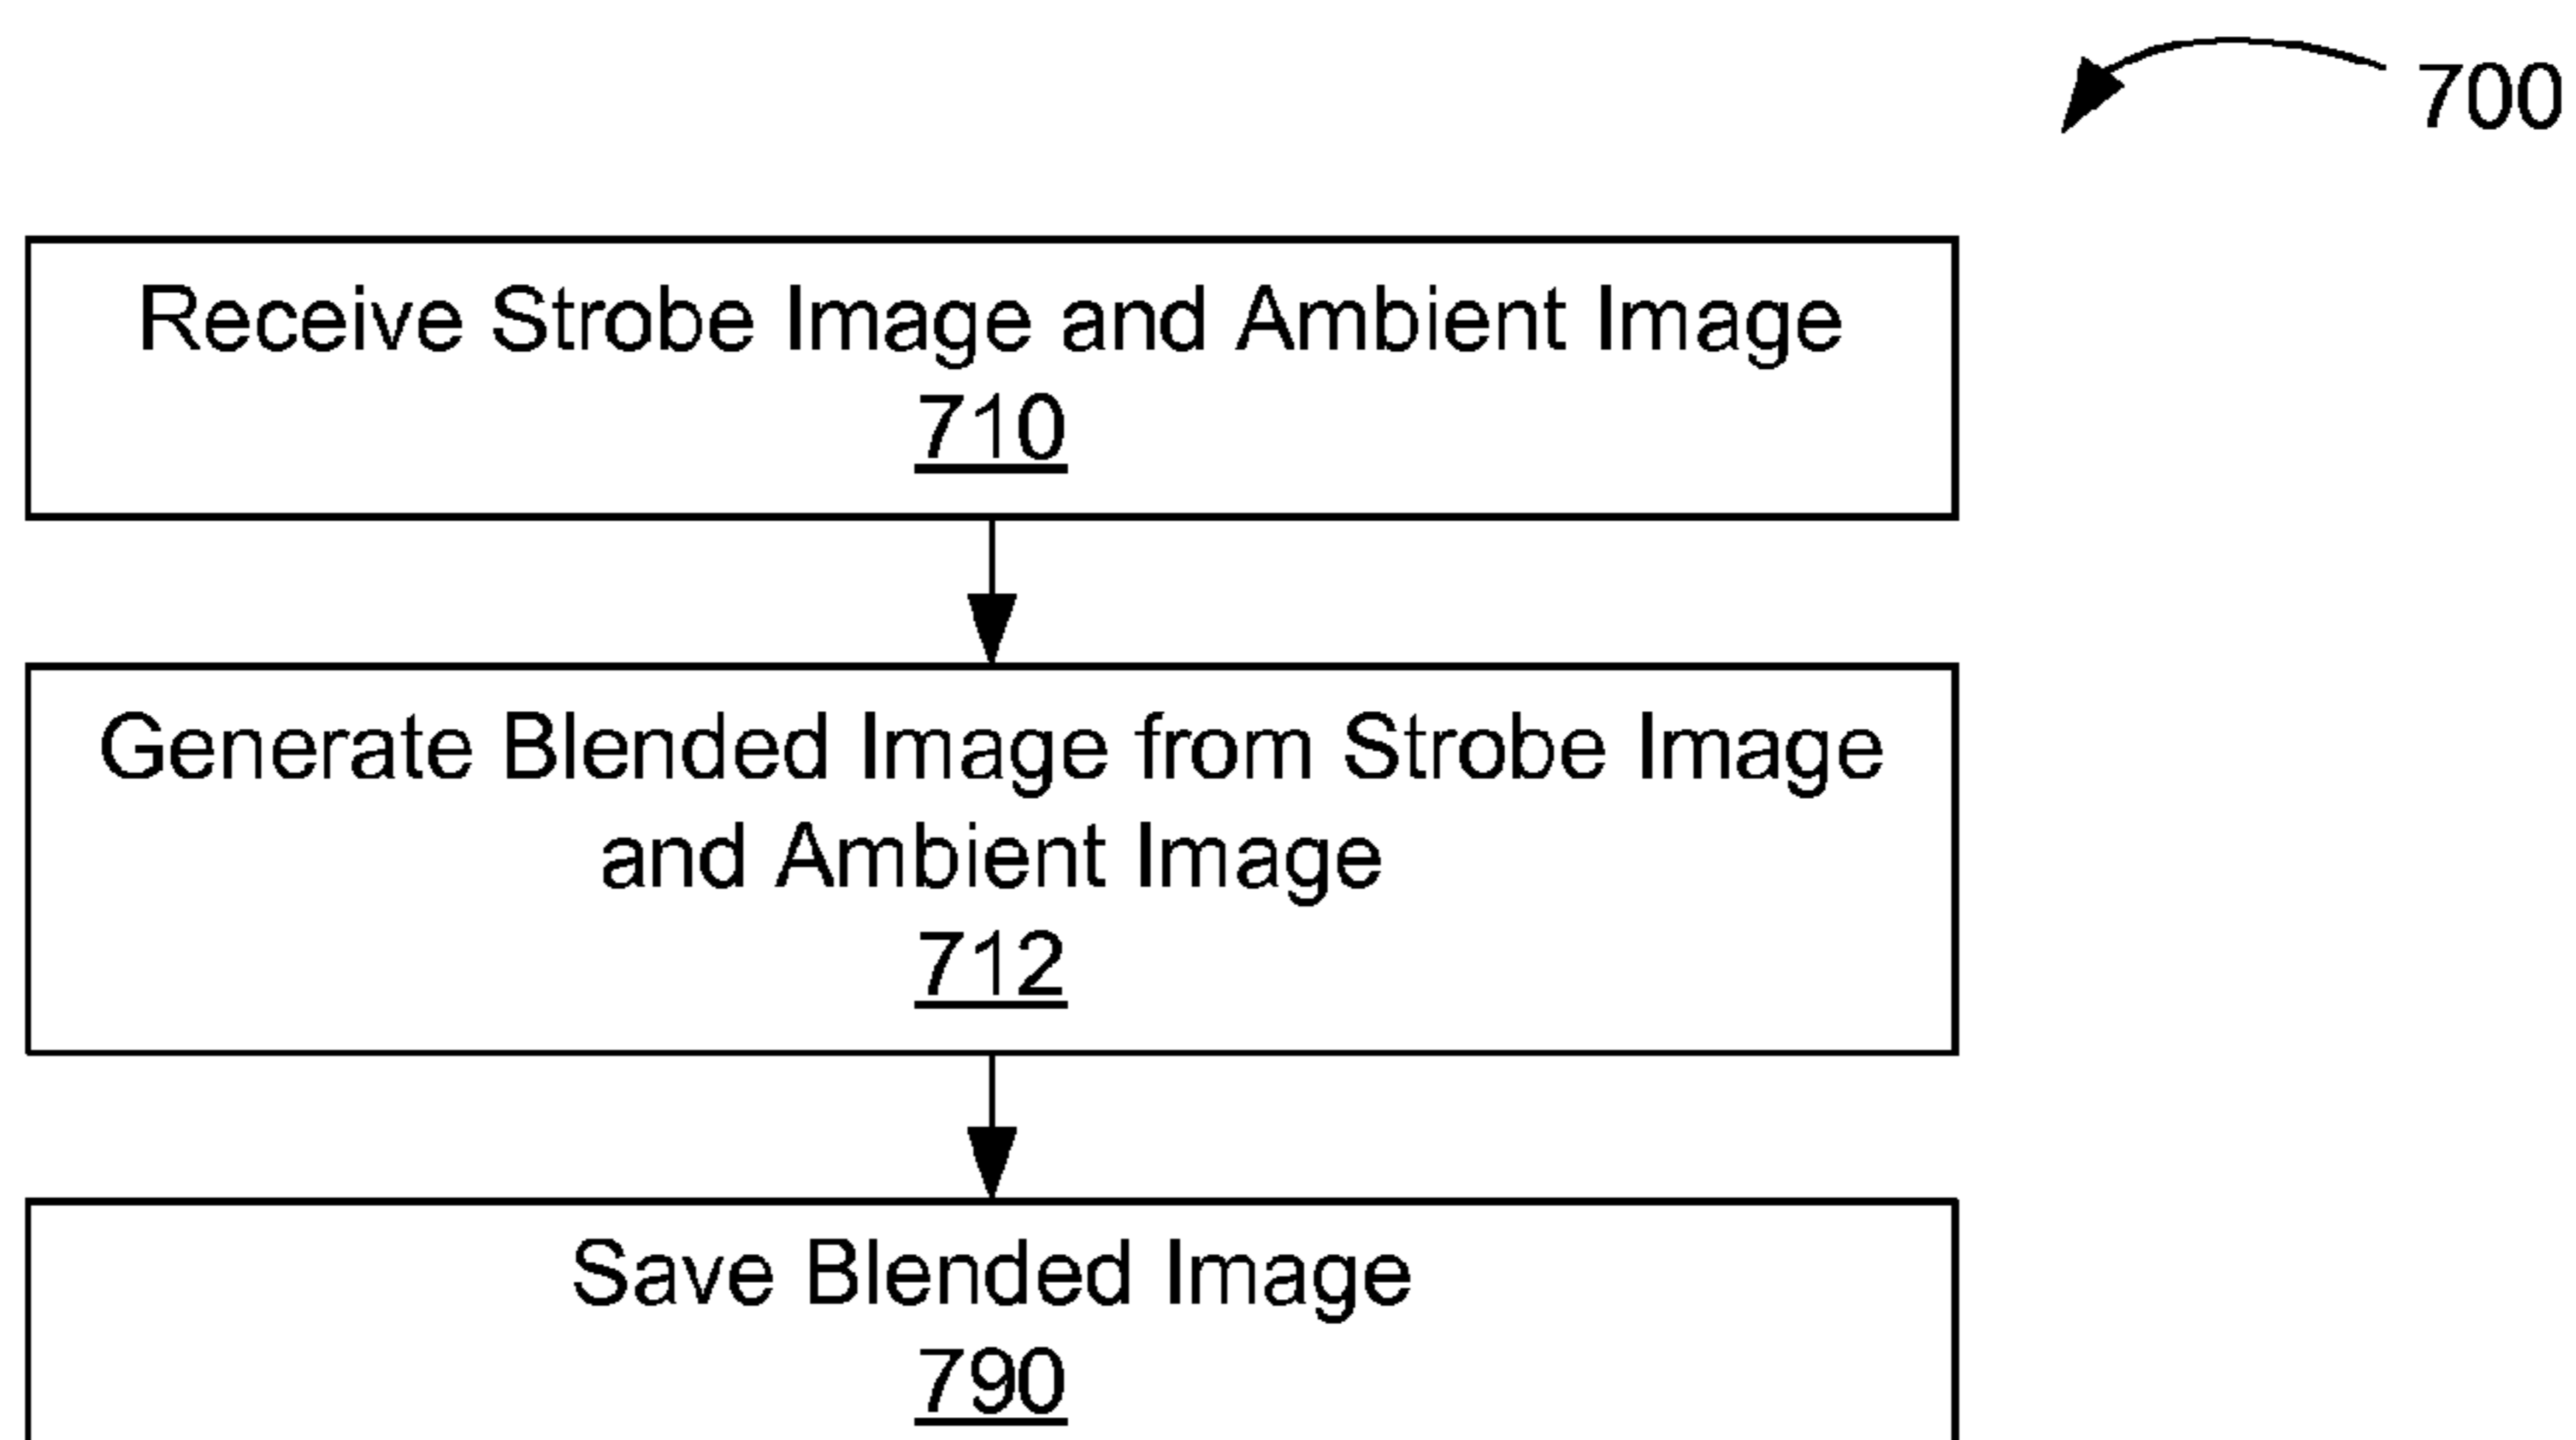 700
Receive Strobe Image and Ambient Image
710
Generate Blended Image from Strobe Image
and Ambient Image
712
Save Blended Image
790